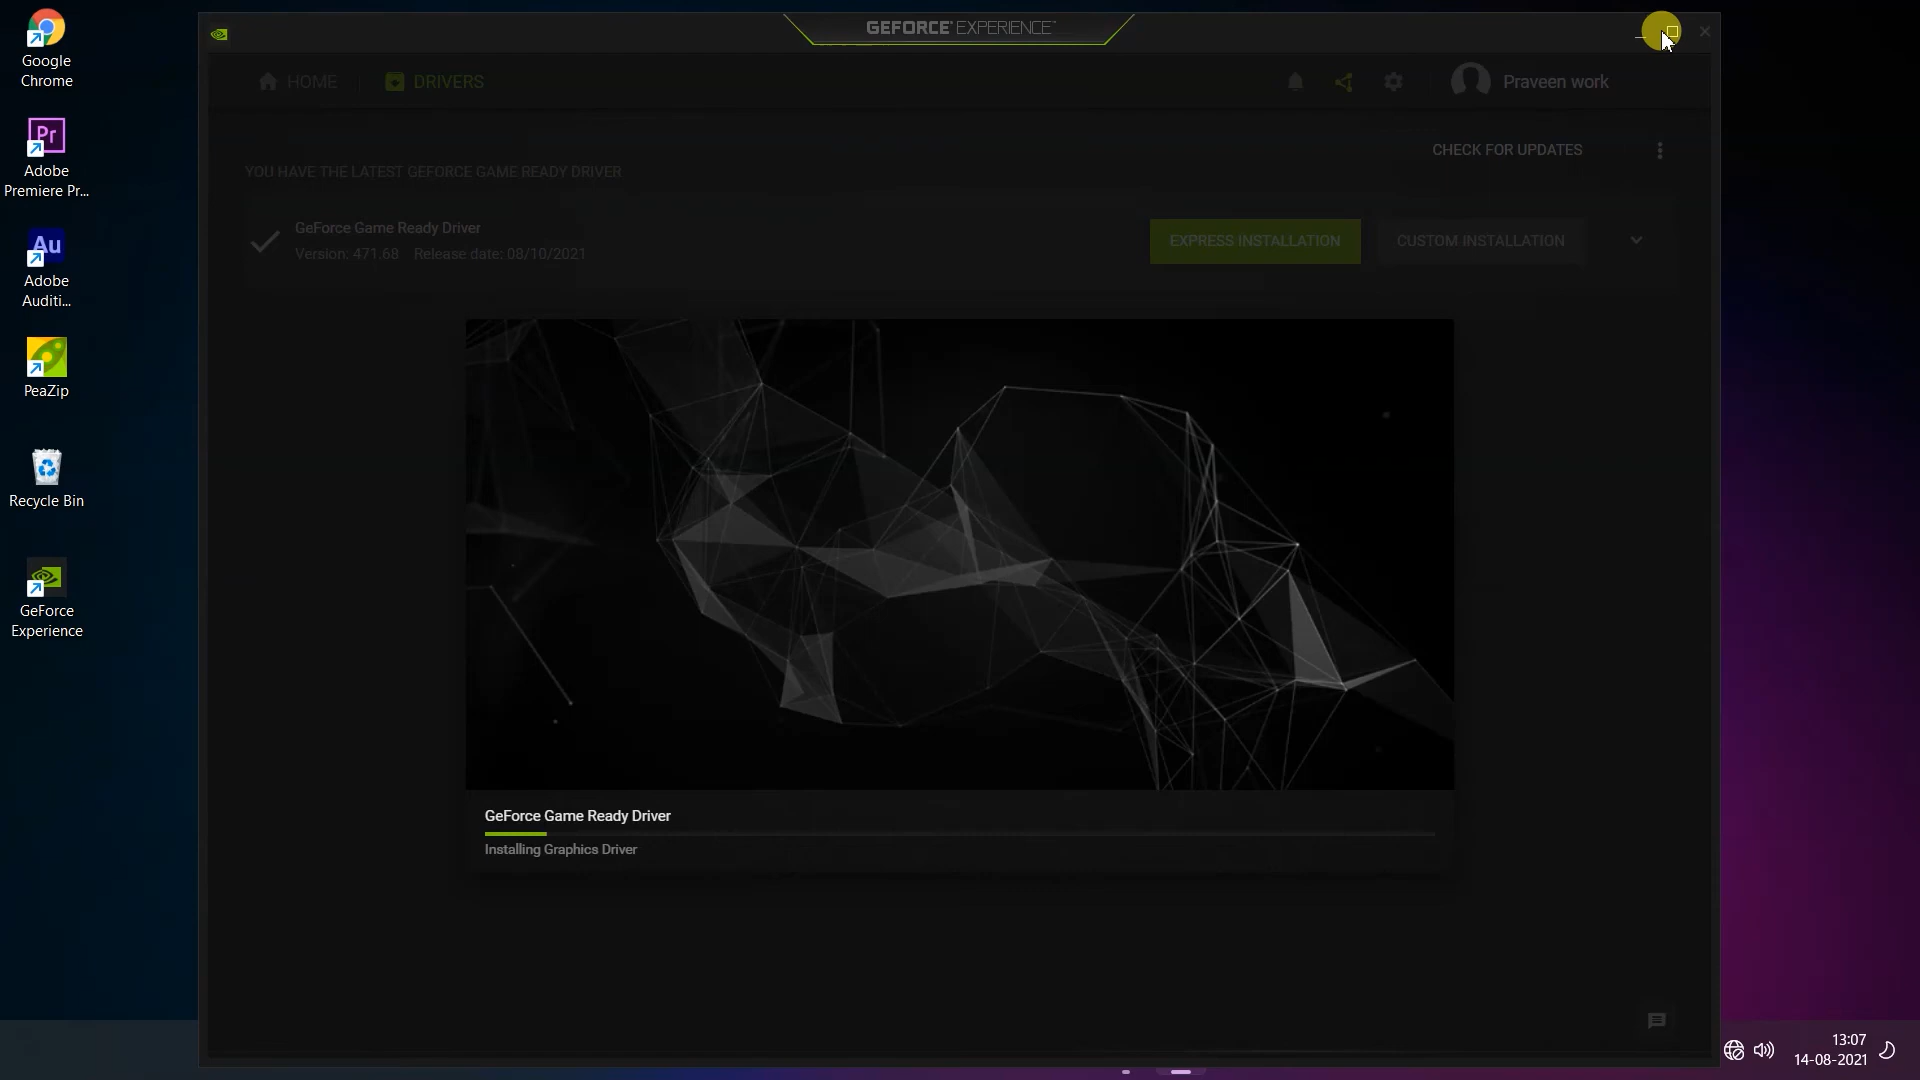 Google
Chrome
Pr
Adobe
Premiere Pr...
Au
Adobe
Auditi...
PeaZip
Recycle Bin
GeForce
Experience
GEFORCE® EXPERIENCE™
HOME
DRIVERS
Praveen work
CHECK FOR UPDATES
YOU HAVE THE LATEST GEFORCE GAME READY DRIVER
GeForce Game Ready Driver
Version: 471.68 Release date: 08/10/2021
EXPRESS INSTALLATION
CUSTOM INSTALLATION
GeForce Game Ready Driver
Installing Graphics Driver
13:07
14-08-2021